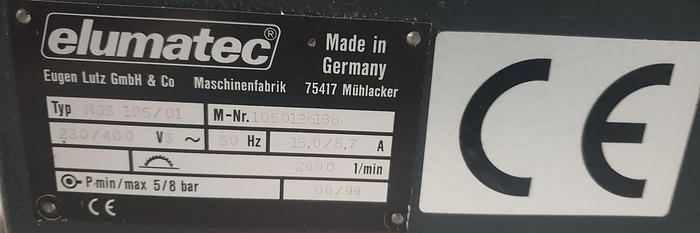 elumatec®
Made in
Germany
Eugen Lutz GmbH & Co Maschinenfabrik 75417 Mühlacker
Typ MGS 105/01 M-Nr. 1050126186
230/400 V 3 ~ 50 Hz 15.0/8,7 A
2800 1/min
P min/max 5/8 bar 08/99
CE
CE